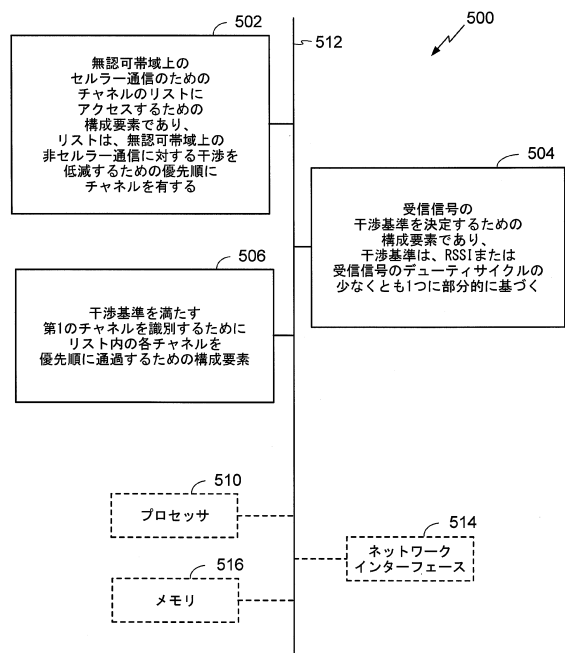 500
502
512
無認可帯域上の
セルラー通信のための
チャネルのリストに
アクセスするための
構成要素であり、
リストは、無認可帯域上の
非セルラー通信に対する干渉を
低減するための優先順に
チャネルを有する
504
受信信号の
干渉基準を決定するための
構成要素であり、
干渉基準は、RSSIまたは
受信信号のデューティサイクルの
少なくとも1つに部分的に基づく
506
干渉基準を満たす
第1のチャネルを識別するために
リスト内の各チャネルを
優先順に通過するための構成要素
510
プロセッサ
514
ネットワーク
インターフェース
516
メモリ